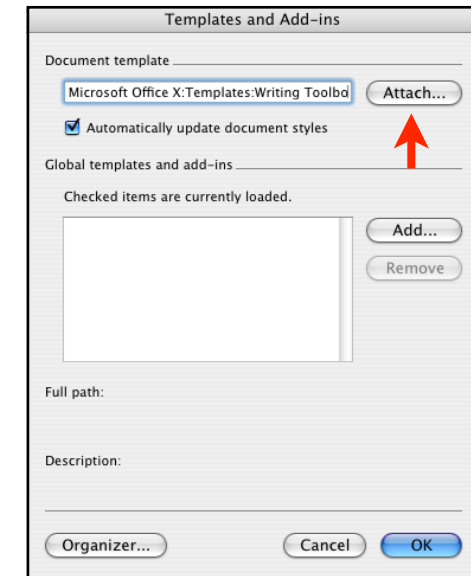 Templates and Add-ins
Document template
Microsoft Office X:Templates:Writing Toolbo
Attach...
Automatically update document styles
Global templates and add-ins
Checked items are currently loaded.
Add...
Remove
Full path:
Description:
Organizer...
Cancel
OK